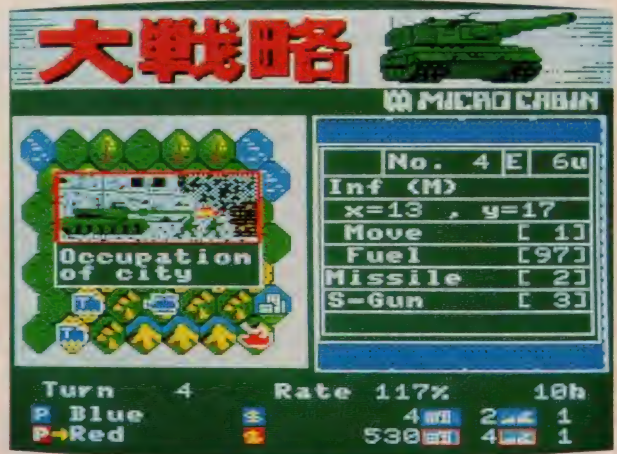 大戦略
MICRO CABIN
No. 4 E 6u
Inf (M)
x=13 , y=17
Move [ 1]
Fuel [97]
Missile [ 2]
S-Gun [ 3]
Occupation
of city
Turn 4 Rate 117% 10h
P Blue 4 2 1
P→Red 530 4 1